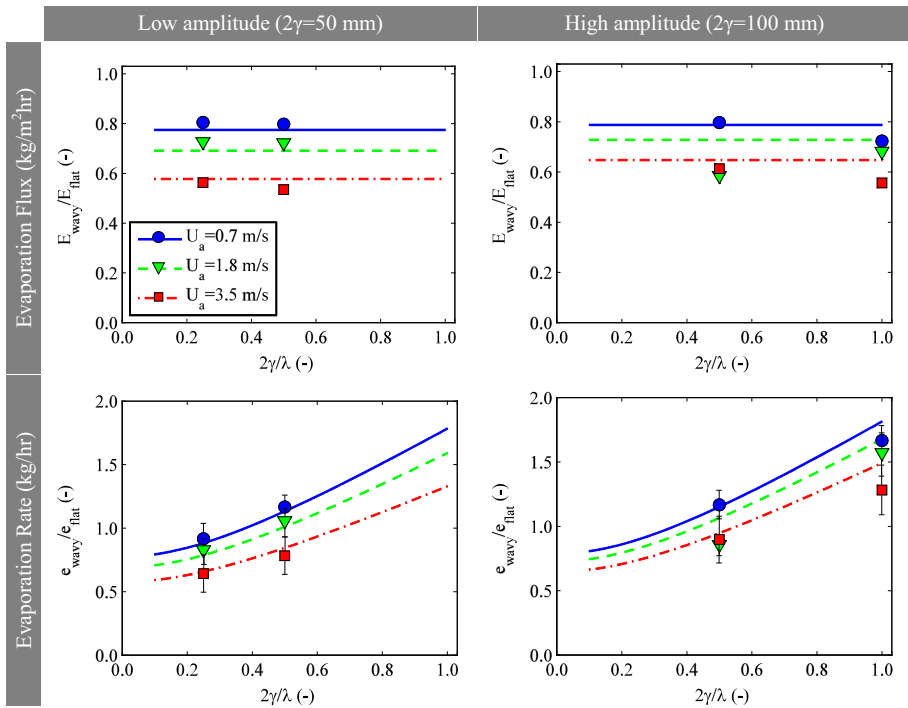 Low amplitude (2γ=50 mm)
High amplitude (2γ=100 mm)
Evaporation Flux (kg/m²hr)
E_wavy/E_flat (-)
1.0
0.8
0.6
0.4
0.2
0.0
U_a=0.7 m/s
U_a=1.8 m/s
U_a=3.5 m/s
0.0 0.2 0.4 0.6 0.8 1.0
2γ/λ (-)
E_wavy/E_flat (-)
1.0
0.8
0.6
0.4
0.2
0.0
0.0 0.2 0.4 0.6 0.8 1.0
2γ/λ (-)
Evaporation Rate (kg/hr)
e_wavy/e_flat (-)
2.0
1.5
1.0
0.5
0.0
0.0 0.2 0.4 0.6 0.8 1.0
2γ/λ (-)
e_wavy/e_flat (-)
2.0
1.5
1.0
0.5
0.0
0.0 0.2 0.4 0.6 0.8 1.0
2γ/λ (-)